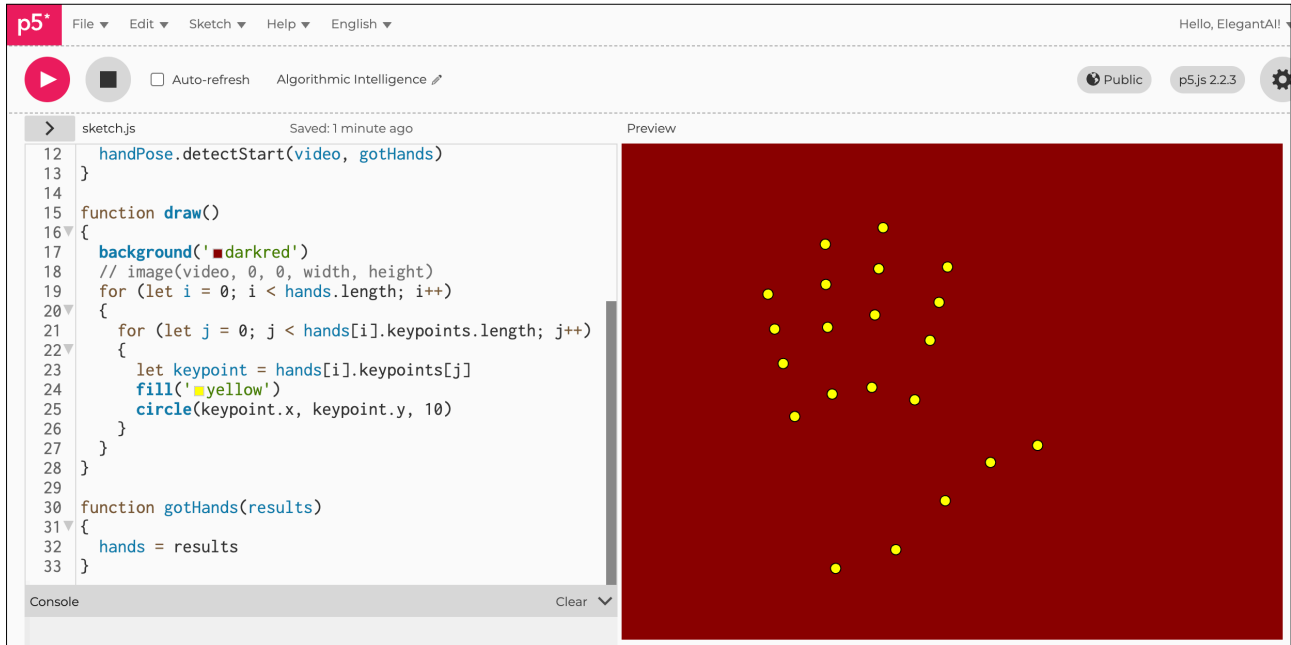 p5* File Edit Sketch Help English Hello, ElegantAI!
Auto-refresh Algorithmic Intelligence Public p5.js 2.2.3
sketch.js Saved: 1 minute ago Preview
12 handPose.detectStart(video, gotHands)
13 }
14
15 function draw()
16 {
17 background('darkred')
18 // image(video, 0, 0, width, height)
19 for (let i = 0; i < hands.length; i++)
20 {
21 for (let j = 0; j < hands[i].keypoints.length; j++)
22 {
23 let keypoint = hands[i].keypoints[j]
24 fill('yellow')
25 circle(keypoint.x, keypoint.y, 10)
26 }
27 }
28 }
29
30 function gotHands(results)
31 {
32 hands = results
33 }
Console Clear